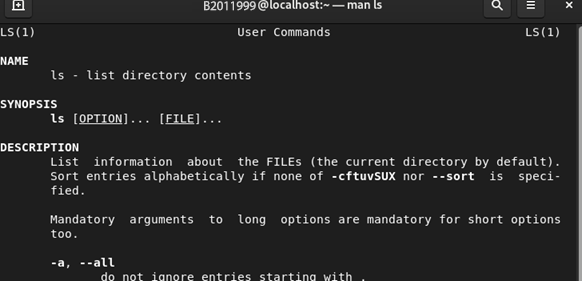 B2011999@localhost:~ — man ls
LS(1) User Commands LS(1)
NAME
ls - list directory contents
SYNOPSIS
ls [OPTION]... [FILE]...
DESCRIPTION
List information about the FILEs (the current directory by default).
Sort entries alphabetically if none of -cftuvSUX nor --sort is speci-
fied.
Mandatory arguments to long options are mandatory for short options
too.
-a, --all
do not ignore entries starting with .